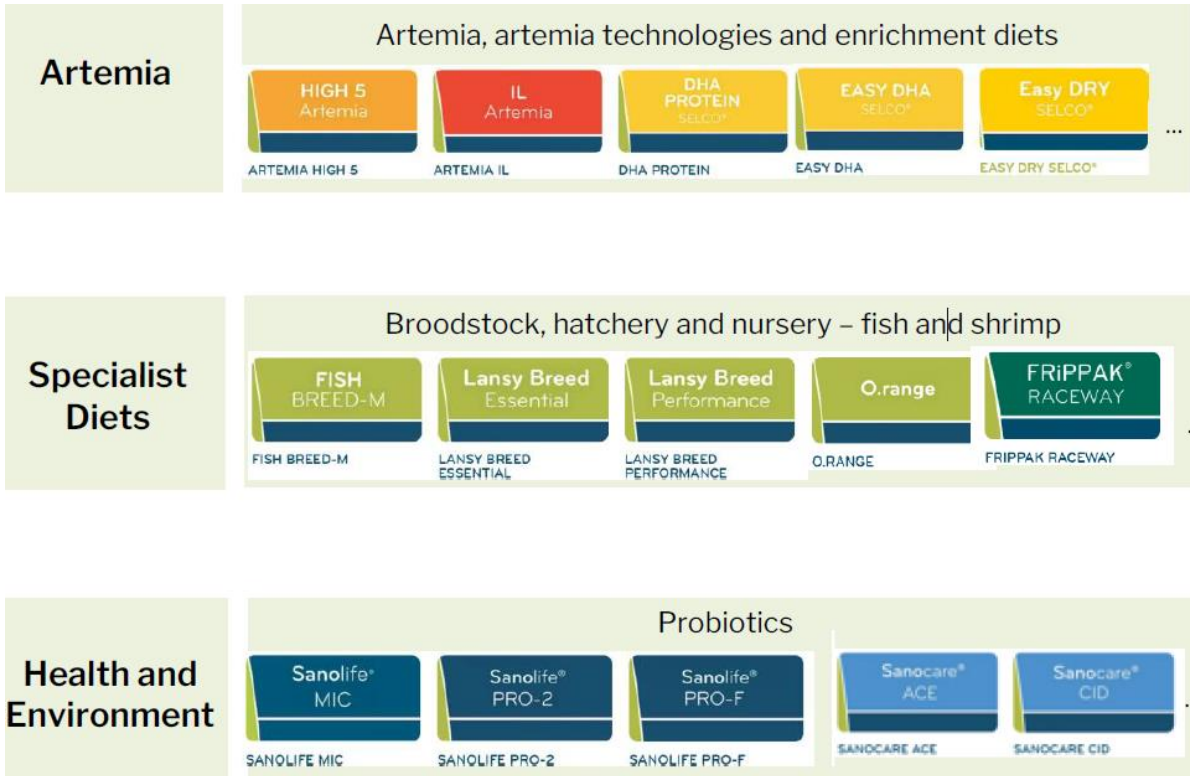 Artemia
Artemia, artemia technologies and enrichment diets
HIGH 5
Artemia
ARTEMIA HIGH 5
IL
Artemia
ARTEMIA IL
DHA
PROTEIN
SELCO®
DHA PROTEIN
EASY DHA
SELCO®
EASY DHA
Easy DRY
SELCO®
EASY DRY SELCO®
...
Specialist
Diets
Broodstock, hatchery and nursery – fish and shrimp
FISH
BREED-M
FISH BREED-M
Lansy Breed
Essential
LANSY BREED
ESSENTIAL
Lansy Breed
Performance
LANSY BREED
PERFORMANCE
O.range
O.RANGE
FRiPPAK®
RACEWAY
FRIPPAK RACEWAY
.
Health and
Environment
Probiotics
Sanolife®
MIC
SANOLIFE MIC
Sanolife®
PRO-2
SANOLIFE PRO-2
Sanolife®
PRO-F
SANOLIFE PRO-F
Sanocare®
ACE
SANOCARE ACE
Sanocare®
CID
SANOCARE CID
.